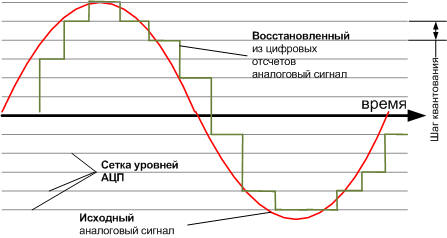 Восстановленный
из цифровых
отсчетов
аналоговый сигнал
Шаг квантования
время
Сетка уровней
АЦП
Исходный
аналоговый сигнал